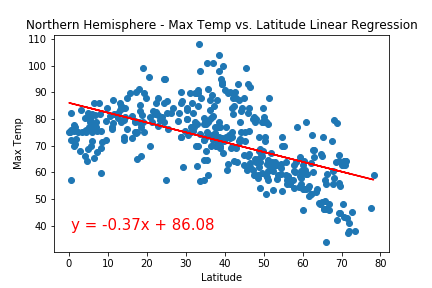 Northern Hemisphere - Max Temp vs. Latitude Linear Regression
110
100
90
80
70
60
50
40
Max Temp
y = -0.37x + 86.08
0 10 20 30 40 50 60 70 80
Latitude